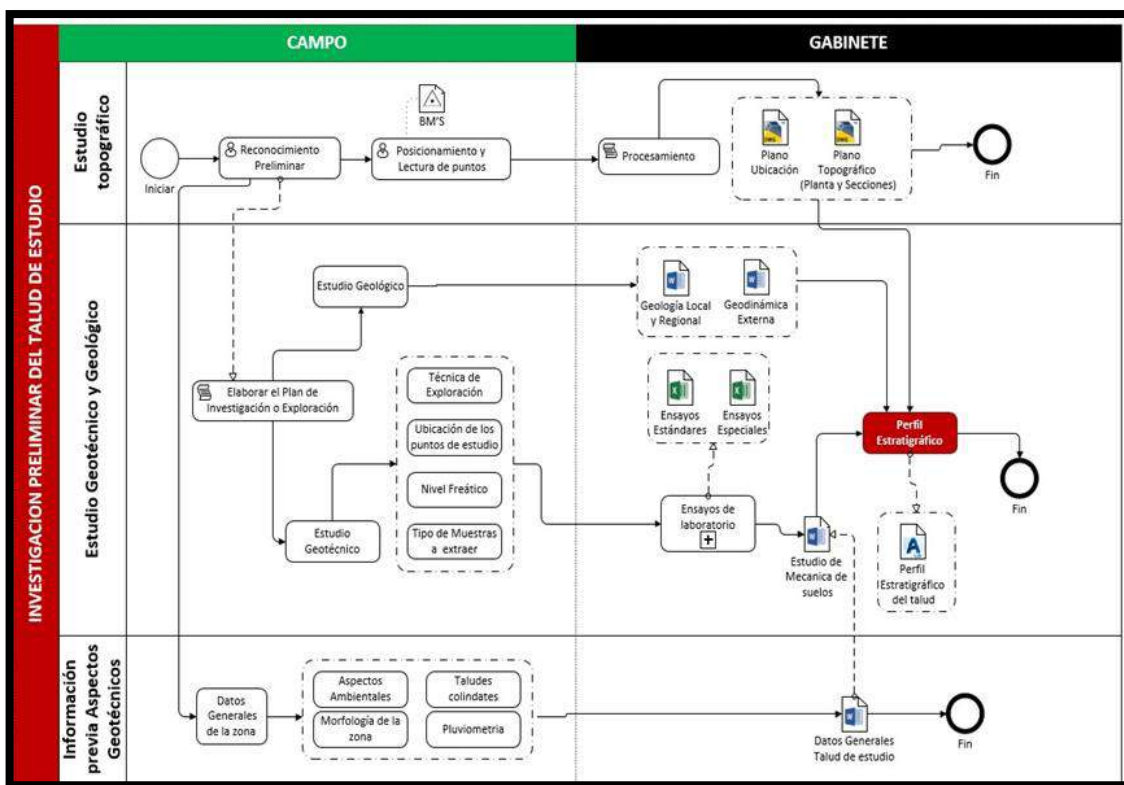 CAMPO
GABINETE
INVESTIGACION PRELIMINAR DEL TALUD DE ESTUDIO
Estudio
topográfico
Iniciar
Reconocimiento
Preliminar
BM'S
Posicionamiento y
Lectura de puntos
Procesamiento
Plano
Ubicación
Plano
Topográfico
(Planta y Secciones)
Fin
Estudio Geotécnico y Geológico
Estudio Geológico
Geología Local
y Regional
Geodinámica
Externa
Elaborar el Plan de
Investigación o Exploración
Técnica de
Exploración
Ubicación de los
puntos de estudio
Nivel Freático
Tipo de Muestras
a extraer
Estudio
Geotécnico
Ensayos
Estándares
Ensayos
Especiales
Ensayos de
laboratorio
Estudio de
Mecanica de
suelos
Perfil
Estratigráfico
Perfil
Estratigráfico
del talud
Fin
Información
previa Aspectos
Geotécnicos
Datos
Generales
de la zona
Aspectos
Ambientales
Taludes
colindates
Morfología de la
zona
Pluviometria
Datos Generales
Talud de estudio
Fin